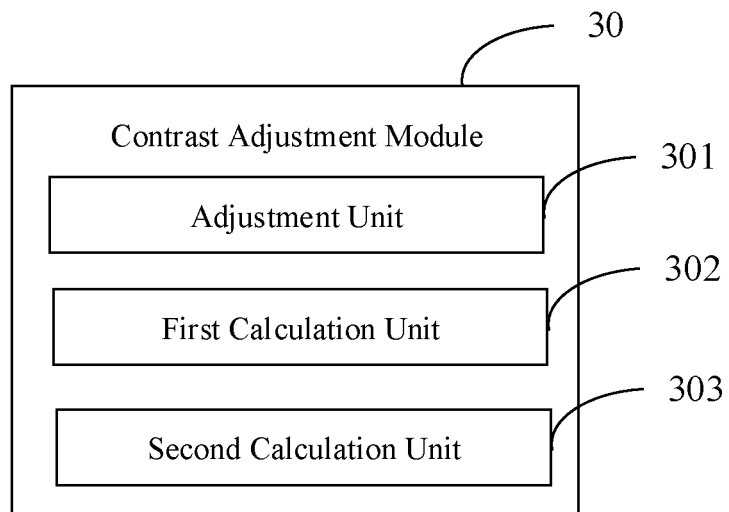 30
Contrast Adjustment Module
301
Adjustment Unit
302
First Calculation Unit
303
Second Calculation Unit